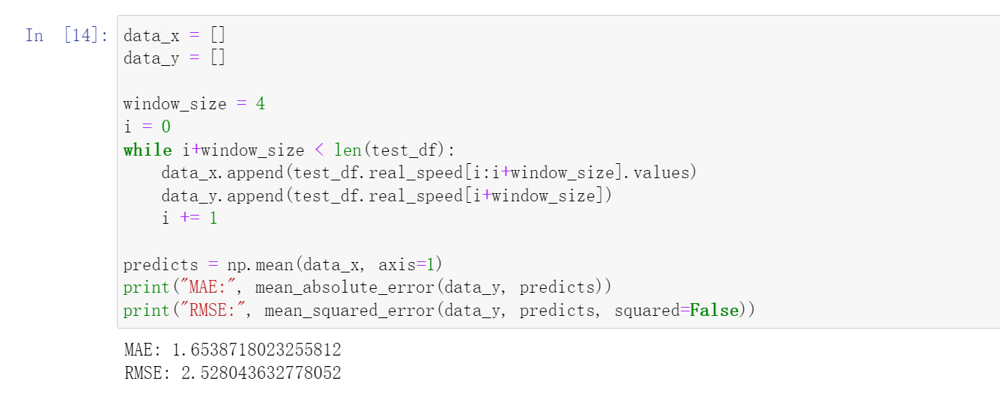 In [14]: data_x = []
data_y = []
window_size = 4
i = 0
while i+window_size < len(test_df):
    data_x.append(test_df.real_speed[i:i+window_size].values)
    data_y.append(test_df.real_speed[i+window_size])
    i += 1
predicts = np.mean(data_x, axis=1)
print("MAE:", mean_absolute_error(data_y, predicts))
print("RMSE:", mean_squared_error(data_y, predicts, squared=False))
MAE: 1.6538718023255812
RMSE: 2.528043632778052